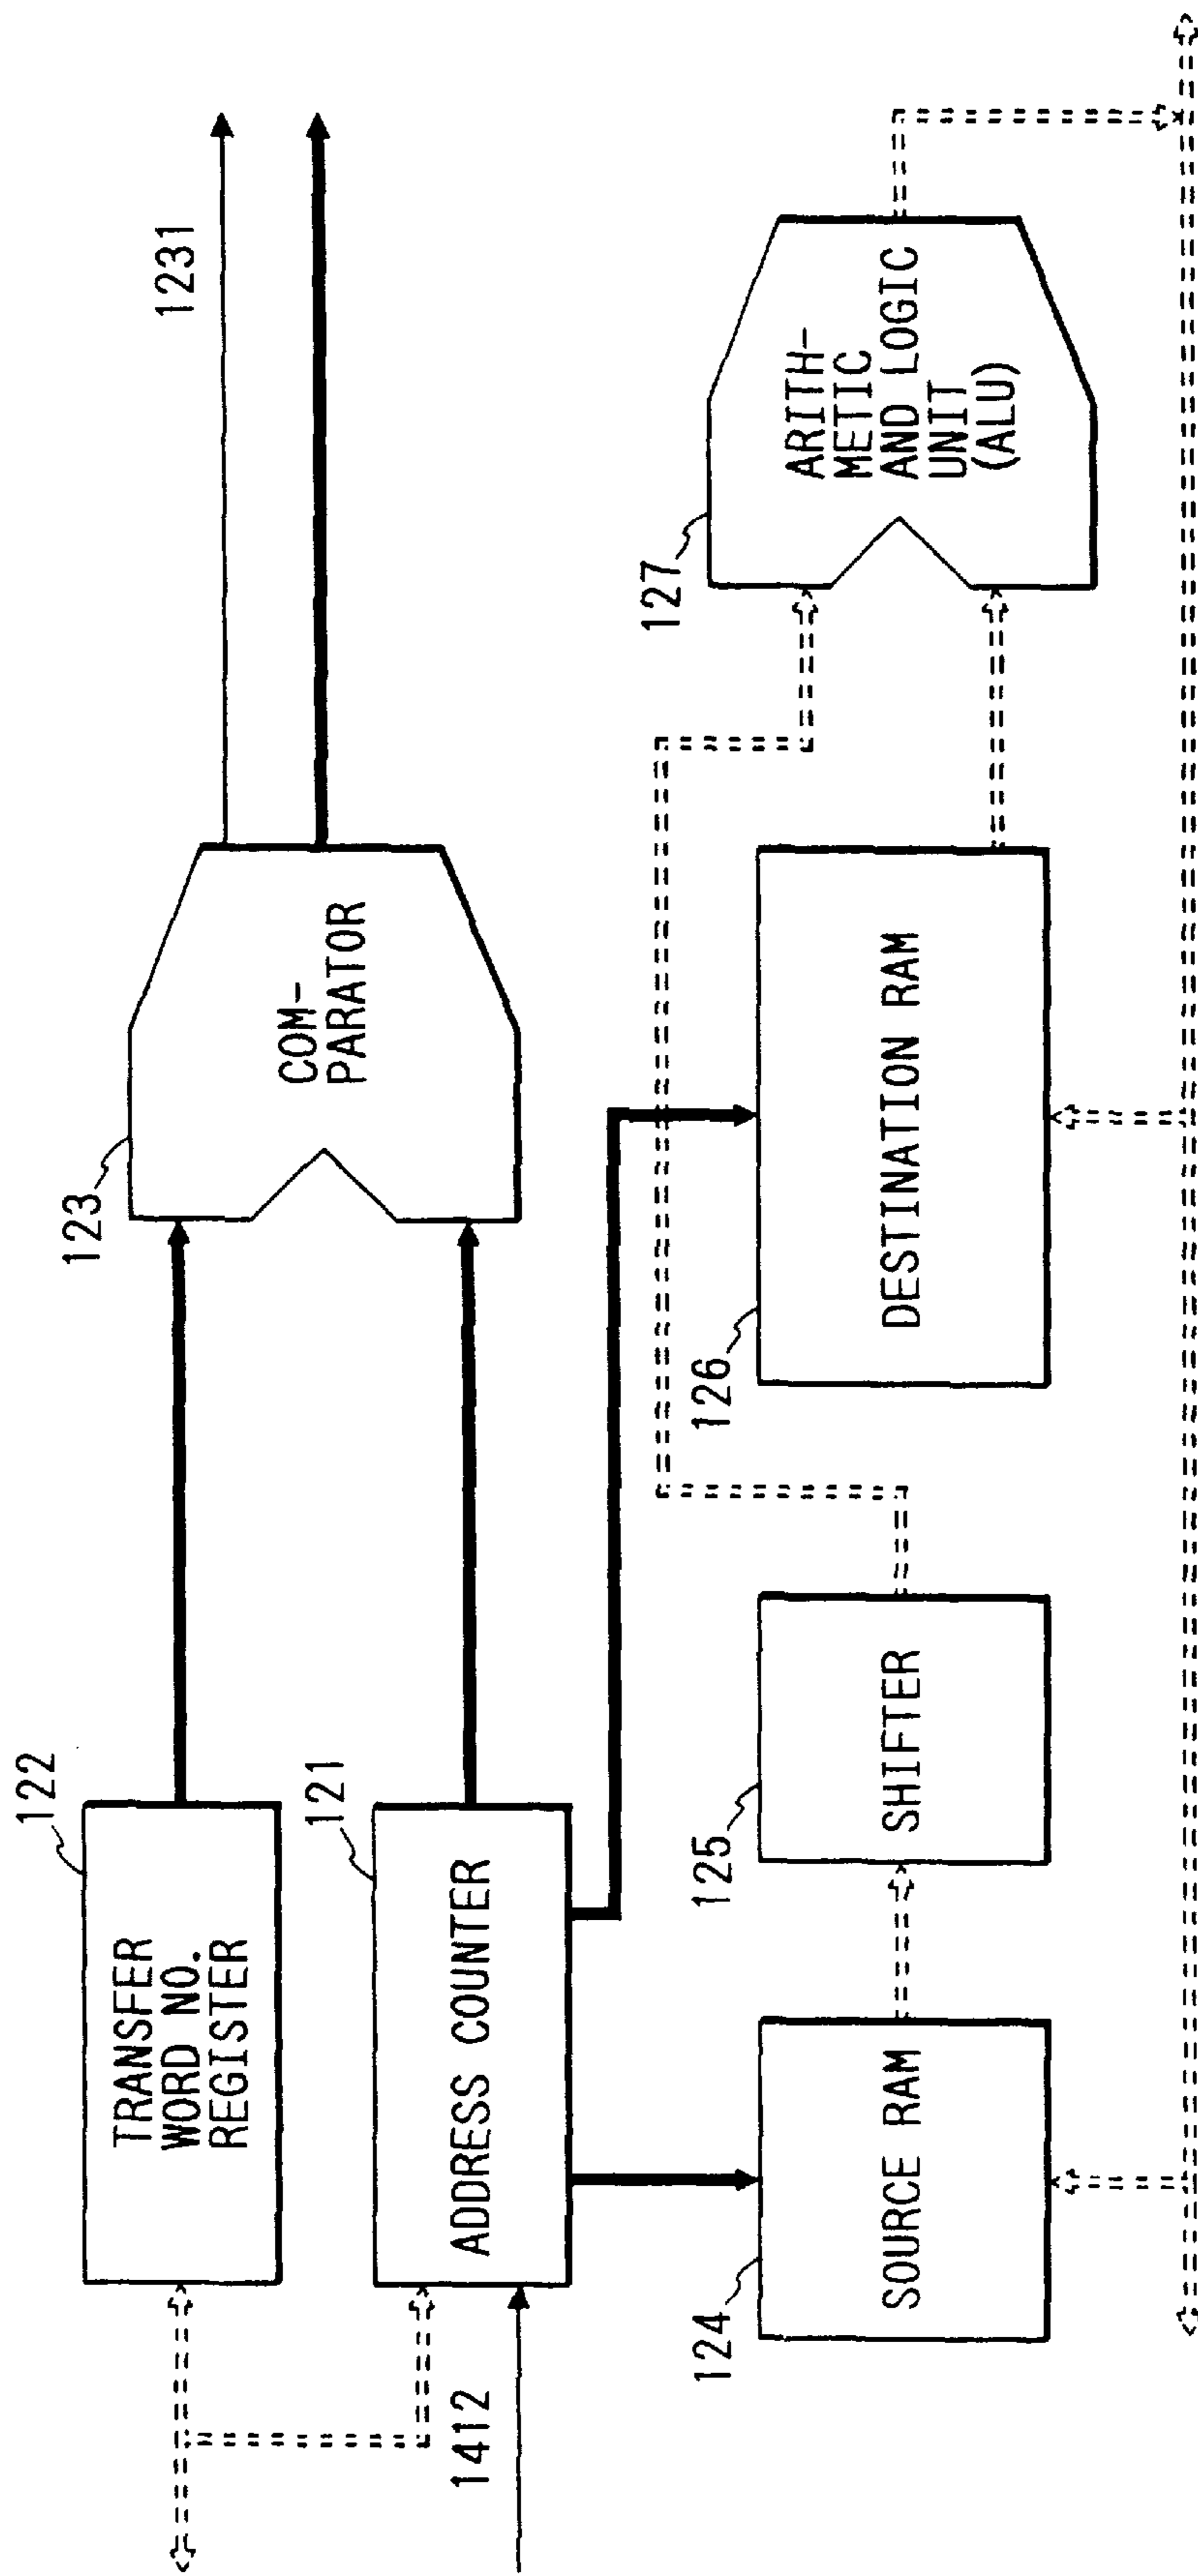 122
TRANSFER
WORD NO.
REGISTER
123
COM-
PARATOR
1231
121
ADDRESS COUNTER
1412
124
SOURCE RAM
125
SHIFTER
126
DESTINATION RAM
127
ARITH-
METIC
AND LOGIC
UNIT
(ALU)